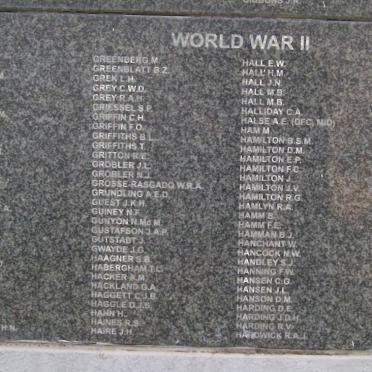 GIBBONS J.R.
WORLD WAR II
GREENBERG M.
GREENBLATT B.Z.
GREK L.H.
GREY C.W.D.
GREY R.A.H.
GRIESSEL S.P.
GRIFFIN C.H.
GRIFFIN F.O.
GRIFFITHS B.L.
GRIFFITHS T.
GRITTON N.E.
GROBLER J.L.
GROBLER N.J.
GROSSE-RASGADO W.R.A.
GRUNDLING A.E.D.
GUEST J.K.H.
GUINEY N.F.
GUNYON N.McM.
GUSTAFSON J.A.P.
GUTSTADT J.
GWAYDE J.O.
HAAGNER S.B.
HABERGHAM T.G.
HACKER A.M.
HACKLAND G.A.
HAGGETT C.J.B.
HAGGLE D.J.S.
HAHN H.
HAINES R.S.
HAIRE J.H.
HALL E.W.
HALL H.M.
HALL J.N.
HALL M.B.
HALL M.B.
HALLIDAY C.A.
HALSE A.E. (DFC, MID)
HAM M.
HAMILTON B.S.M.
HAMILTON D.M.
HAMILTON E.P.
HAMILTON F.C.
HAMILTON J.
HAMILTON J.V.
HAMILTON R.G.
HAMLYN R.A.
HAMM B.
HAMM F.E.
HAMMAN B.J.
HANCHANT W.
HANCOCK N.W.
HANDLEY S.J.
HANNING F.W.
HANSEN C.G.
HANSEN J.L.
HANSON D.M.
HARDING D.E.
HARDING J.D.H.
HARDING R.V.
HARDWICK R.A.J.
H.N.